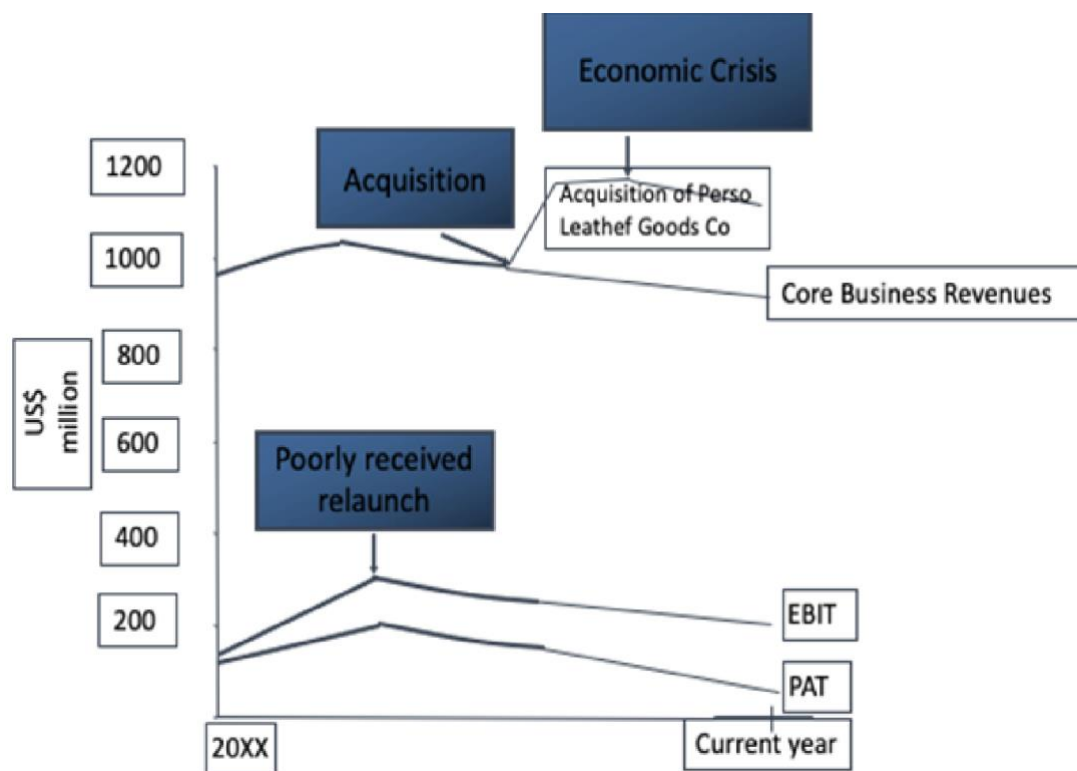 Economic Crisis
1200
Acquisition
Acquisition of Perso
Leathef Goods Co
1000
Core Business Revenues
800
US$
million
600
Poorly received
relaunch
400
200
EBIT
PAT
20XX
Current year